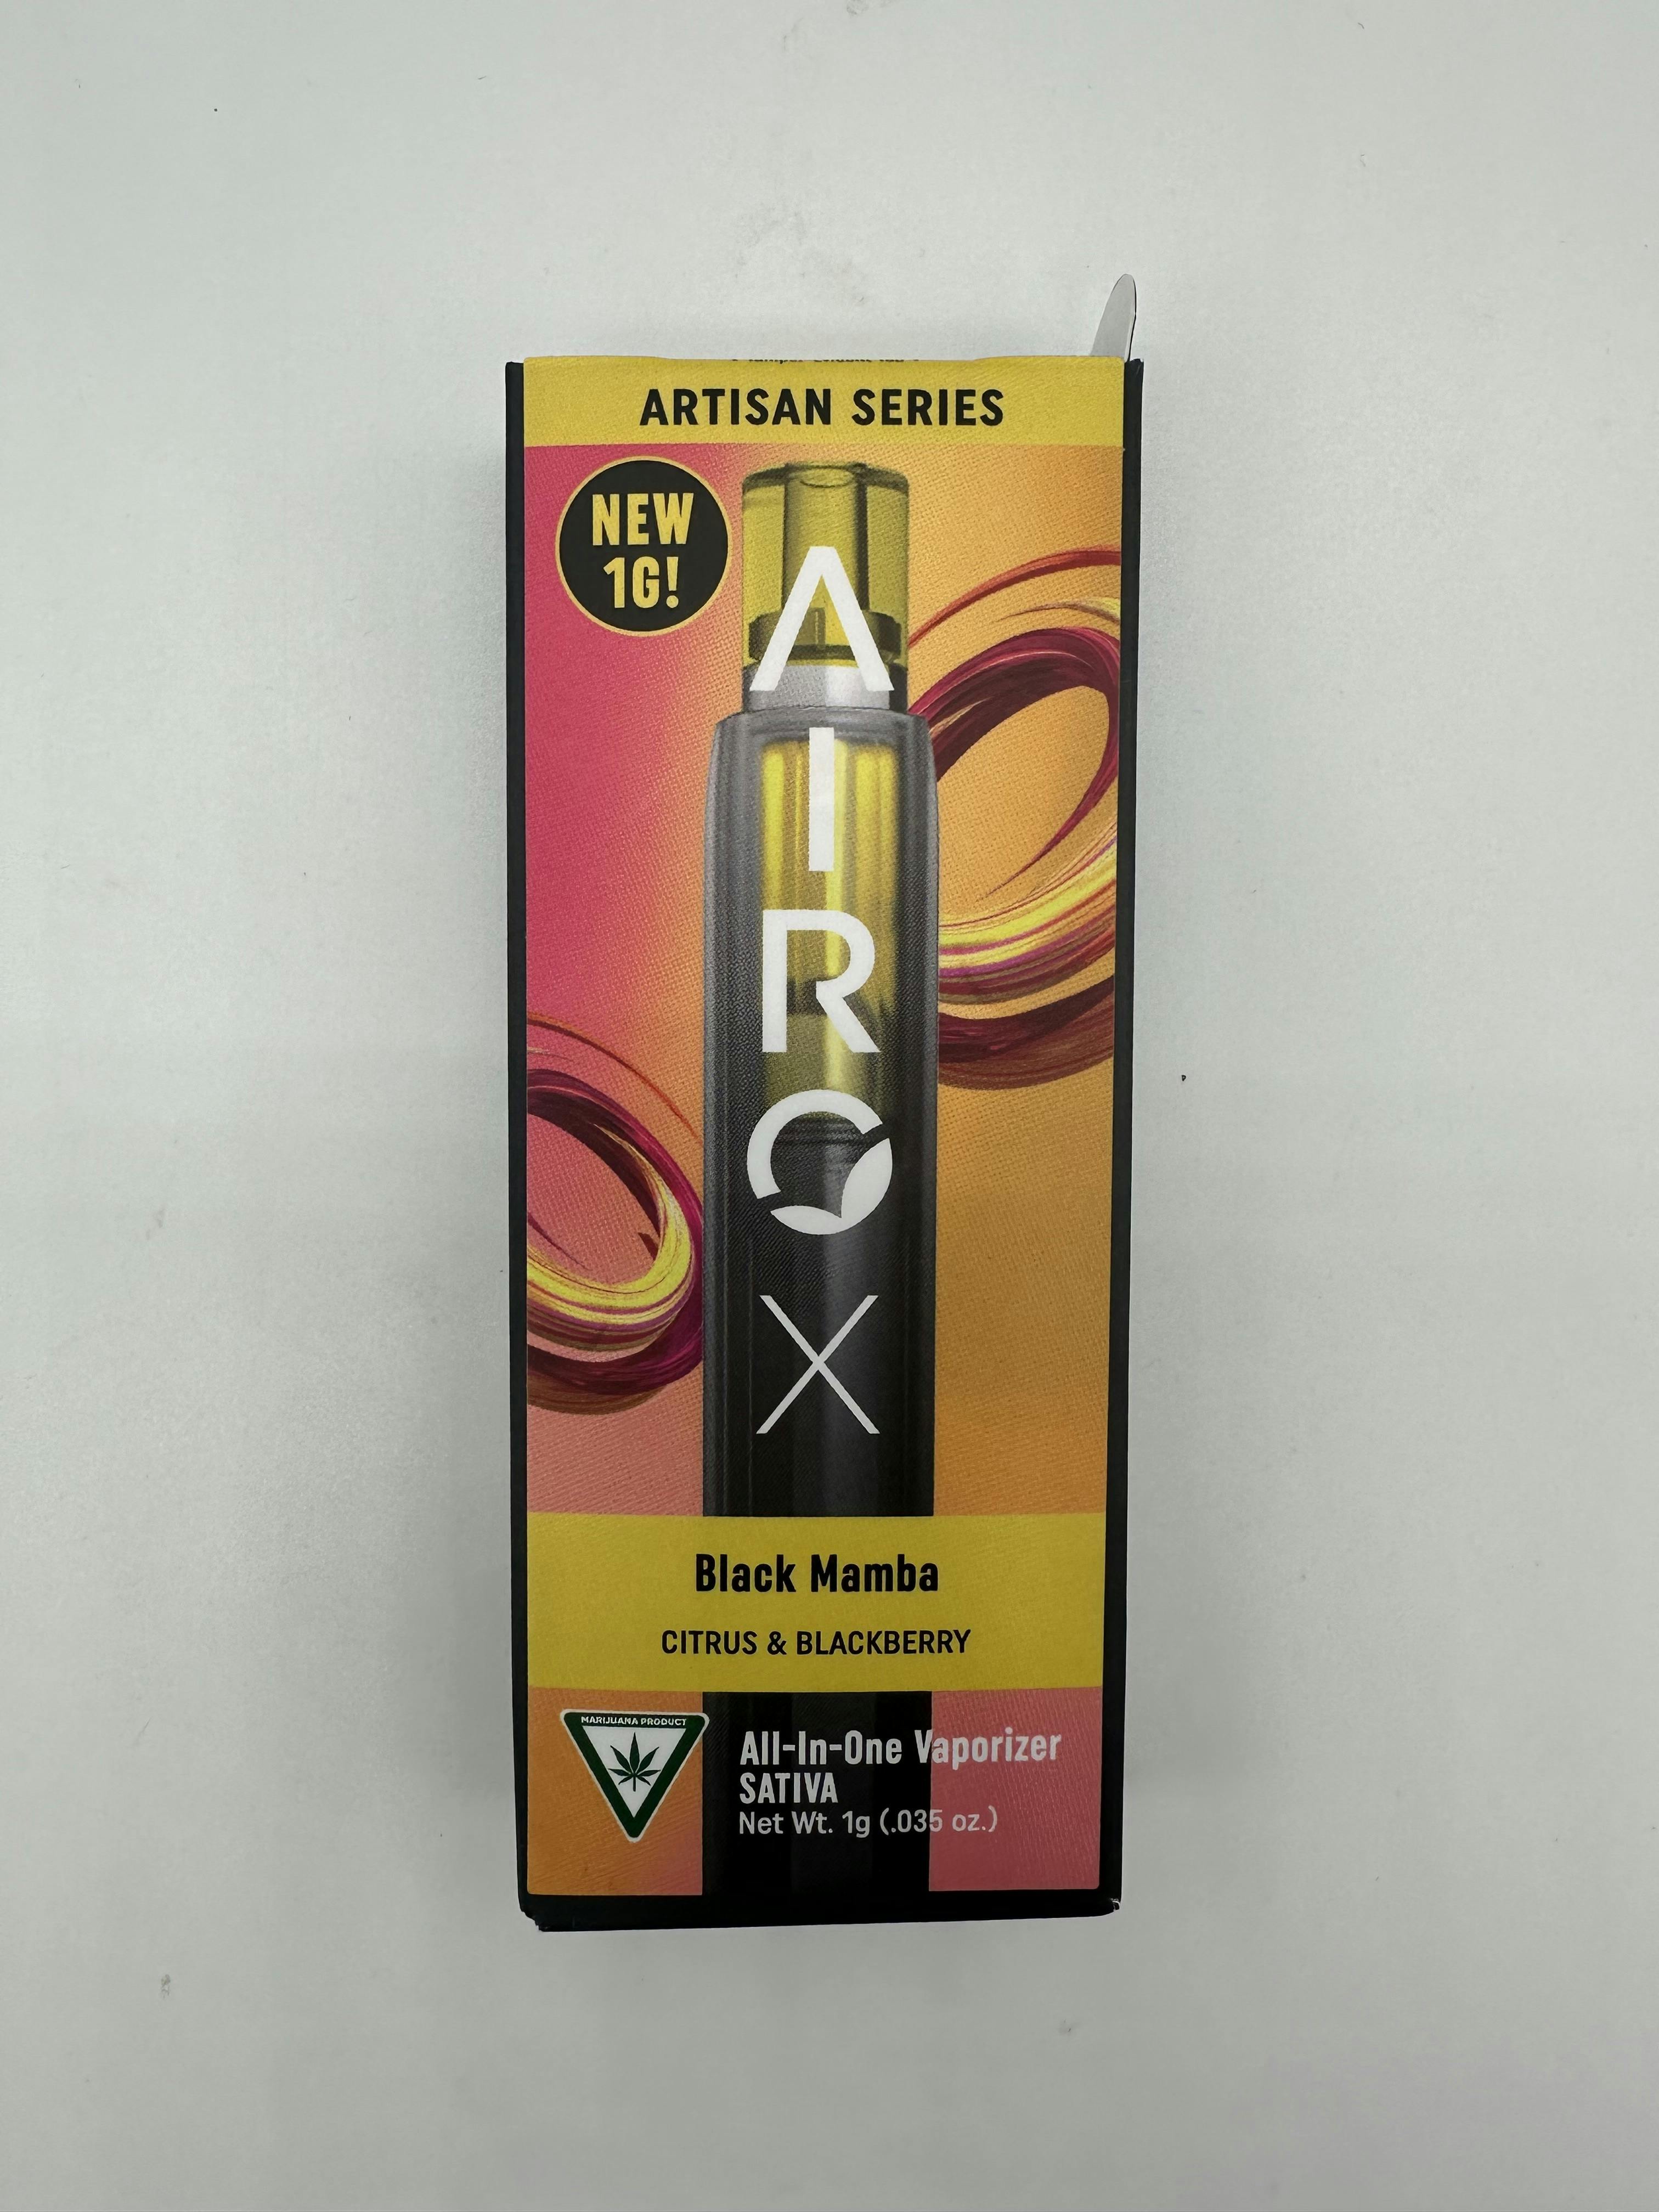 ARTISAN SERIES
NEW
1G!
AIRO
X
Black Mamba
CITRUS & BLACKBERRY
MARIJUANA PRODUCT
All-In-One Vaporizer
SATIVA
Net Wt. 1g (.035 oz.)